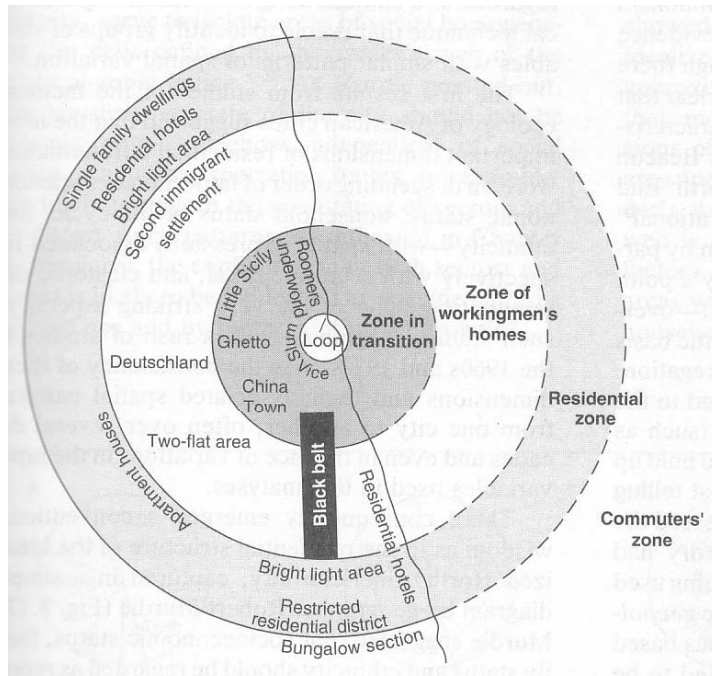 Single family dwellings
Residential hotels
Bright light area
Second immigrant
settlement
Little Sicily
Ghetto
Deutschland
China
Town
Two-flat area
Apartment houses
Roomers
underworld
Slum
Vice
Loop
Zone in
transition
Zone of
workingmen's
homes
Residential
zone
Commuters'
zone
Black belt
Residential hotels
Bright light area
Restricted
residential district
Bungalow section